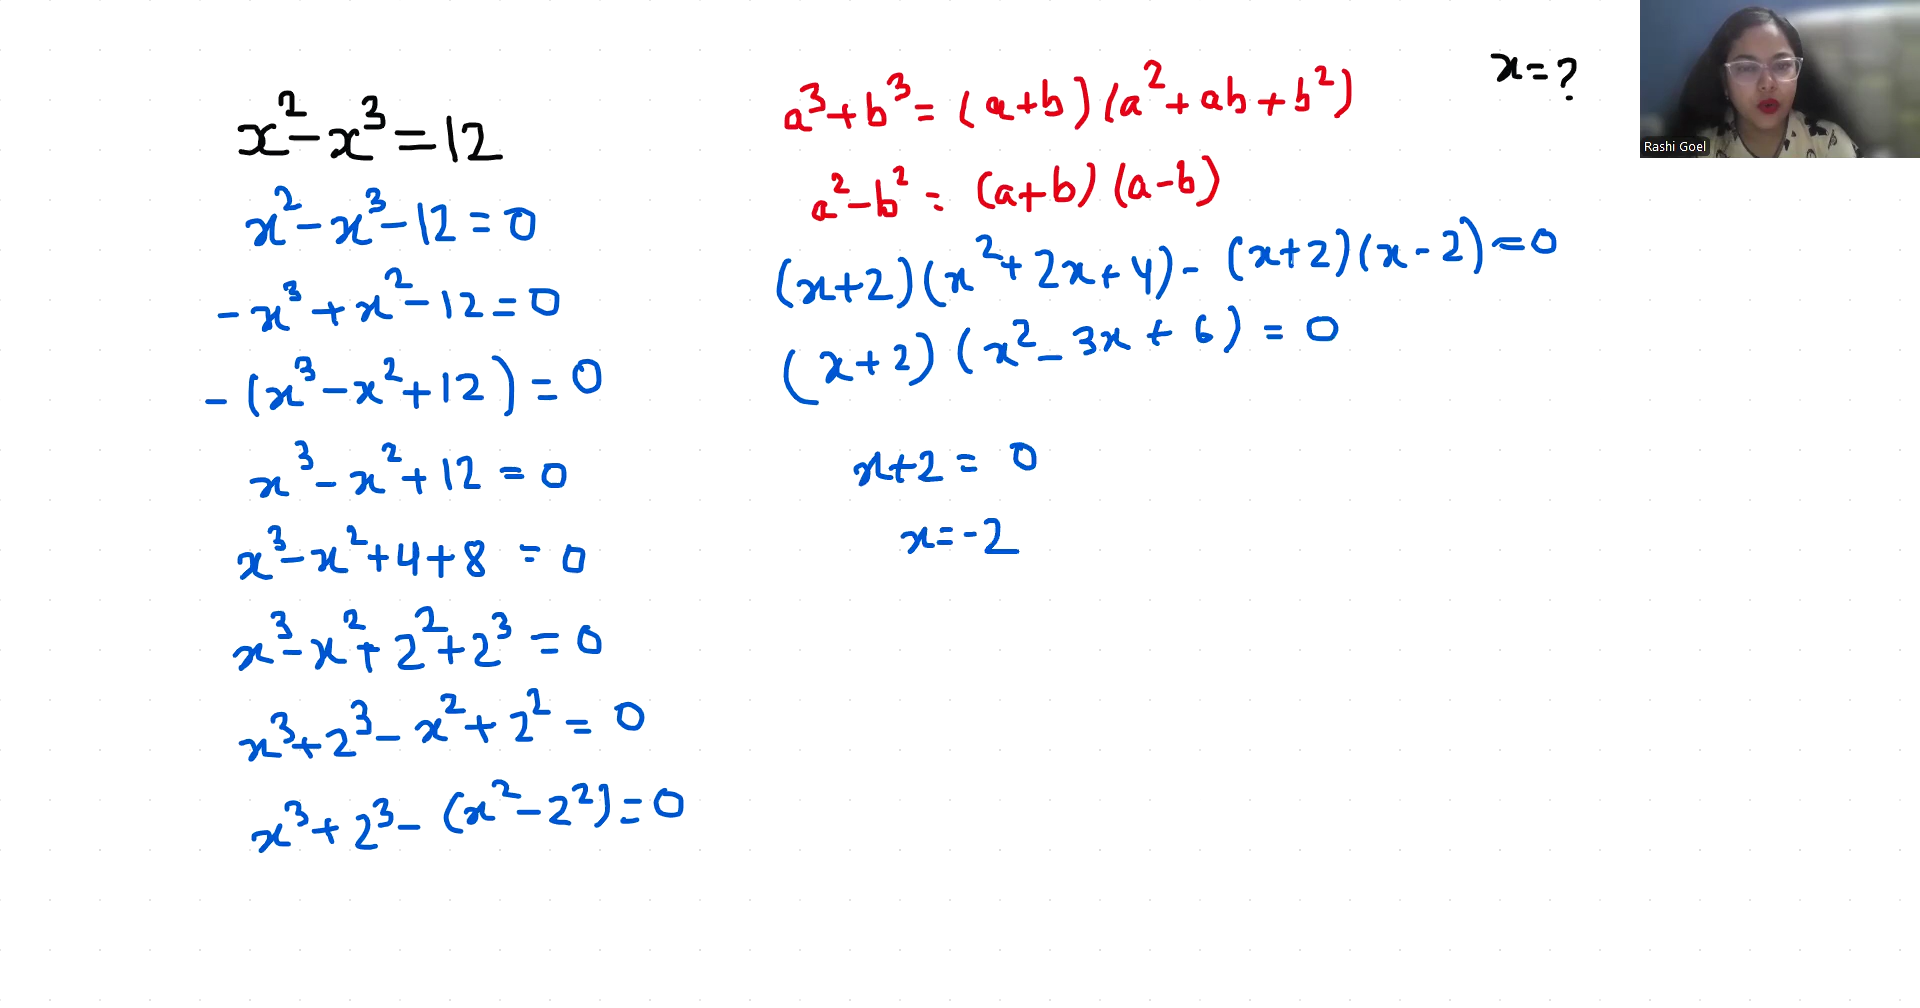 x² - x³ = 12
x² - x³ - 12 = 0
- x³ + x² - 12 = 0
- (x³ - x² + 12) = 0
x³ - x² + 12 = 0
x³ - x² + 4 + 8 = 0
x³ - x² + 2² + 2³ = 0
x³ + 2³ - x² + 2² = 0
x³ + 2³ - (x² - 2²) = 0
a³ + b³ = (a + b) (a² + ab + b²)
a² - b² = (a + b) (a - b)
(x + 2) (x² + 2x + 4) - (x + 2) (x - 2) = 0
(x + 2) (x² - 3x + 6) = 0
x + 2 = 0
x = -2
x = ?
Rashi Goel